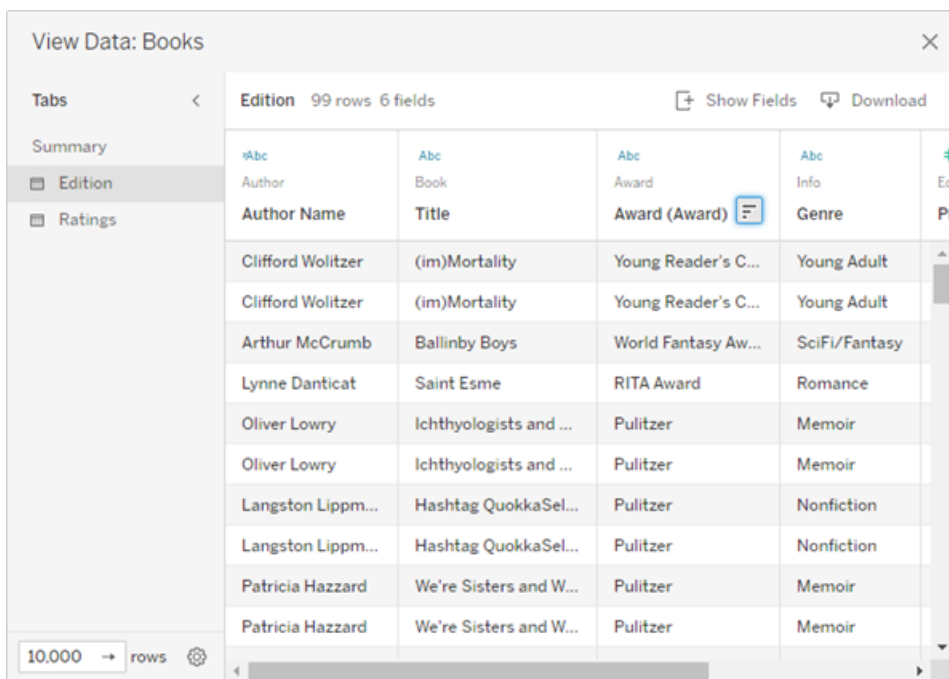 View Data: Books
Tabs
Edition 99 rows 6 fields Show Fields Download
Summary
Edition
Ratings
Abc Abc Abc Abc
Author Book Award Info
Author Name Title Award (Award) Genre
Clifford Wolitzer (im)Mortality Young Reader's C... Young Adult
Clifford Wolitzer (im)Mortality Young Reader's C... Young Adult
Arthur McCrumb Ballinby Boys World Fantasy Aw... SciFi/Fantasy
Lynne Danticat Saint Esme RITA Award Romance
Oliver Lowry Ichthyologists and ... Pulitzer Memoir
Oliver Lowry Ichthyologists and ... Pulitzer Memoir
Langston Lippm... Hashtag QuokkaSel... Pulitzer Nonfiction
Langston Lippm... Hashtag QuokkaSel... Pulitzer Nonfiction
Patricia Hazzard We're Sisters and W... Pulitzer Memoir
Patricia Hazzard We're Sisters and W... Pulitzer Memoir
10,000 → rows